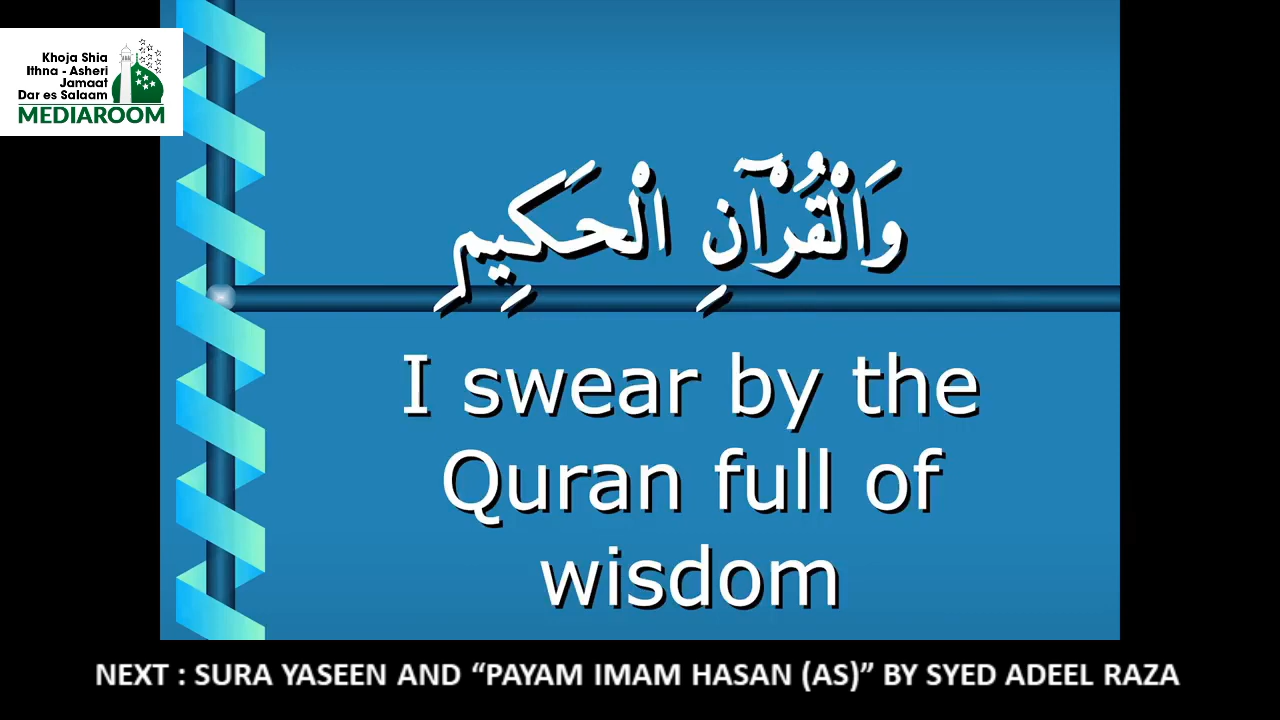 Khoja Shia
Ithna - Asheri
Jamaat
Dar es Salaam
MEDIAROOM
وَالْقُرْآنِ الْحَكِيمِ
I swear by the
Quran full of
wisdom
NEXT : SURA YASEEN AND “PAYAM IMAM HASAN (AS)” BY SYED ADEEL RAZA